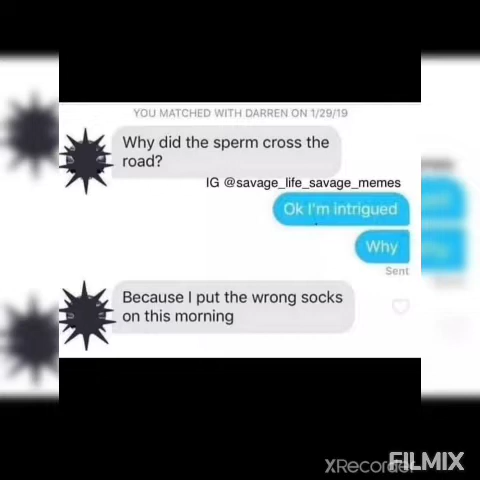 YOU MATCHED WITH DARREN ON 1/29/19
Why did the sperm cross the
road?
IG @savage_life_savage_memes
Ok I'm intrigued
Why
Sent
Because I put the wrong socks
on this morning
XRecorder
FILMIX